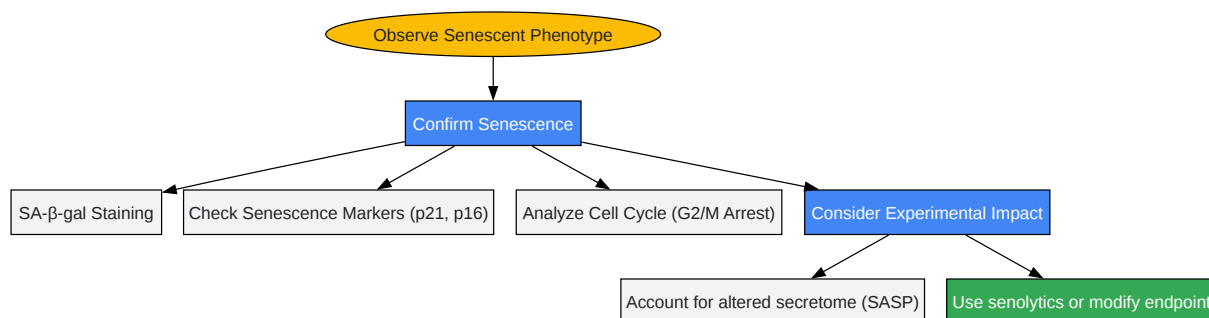 Observe Senescent Phenotype
Confirm Senescence
SA-β-gal Staining
Check Senescence Markers (p21, p16)
Analyze Cell Cycle (G2/M Arrest)
Consider Experimental Impact
Account for altered secretome (SASP)
Use senolytics or modify endpoint